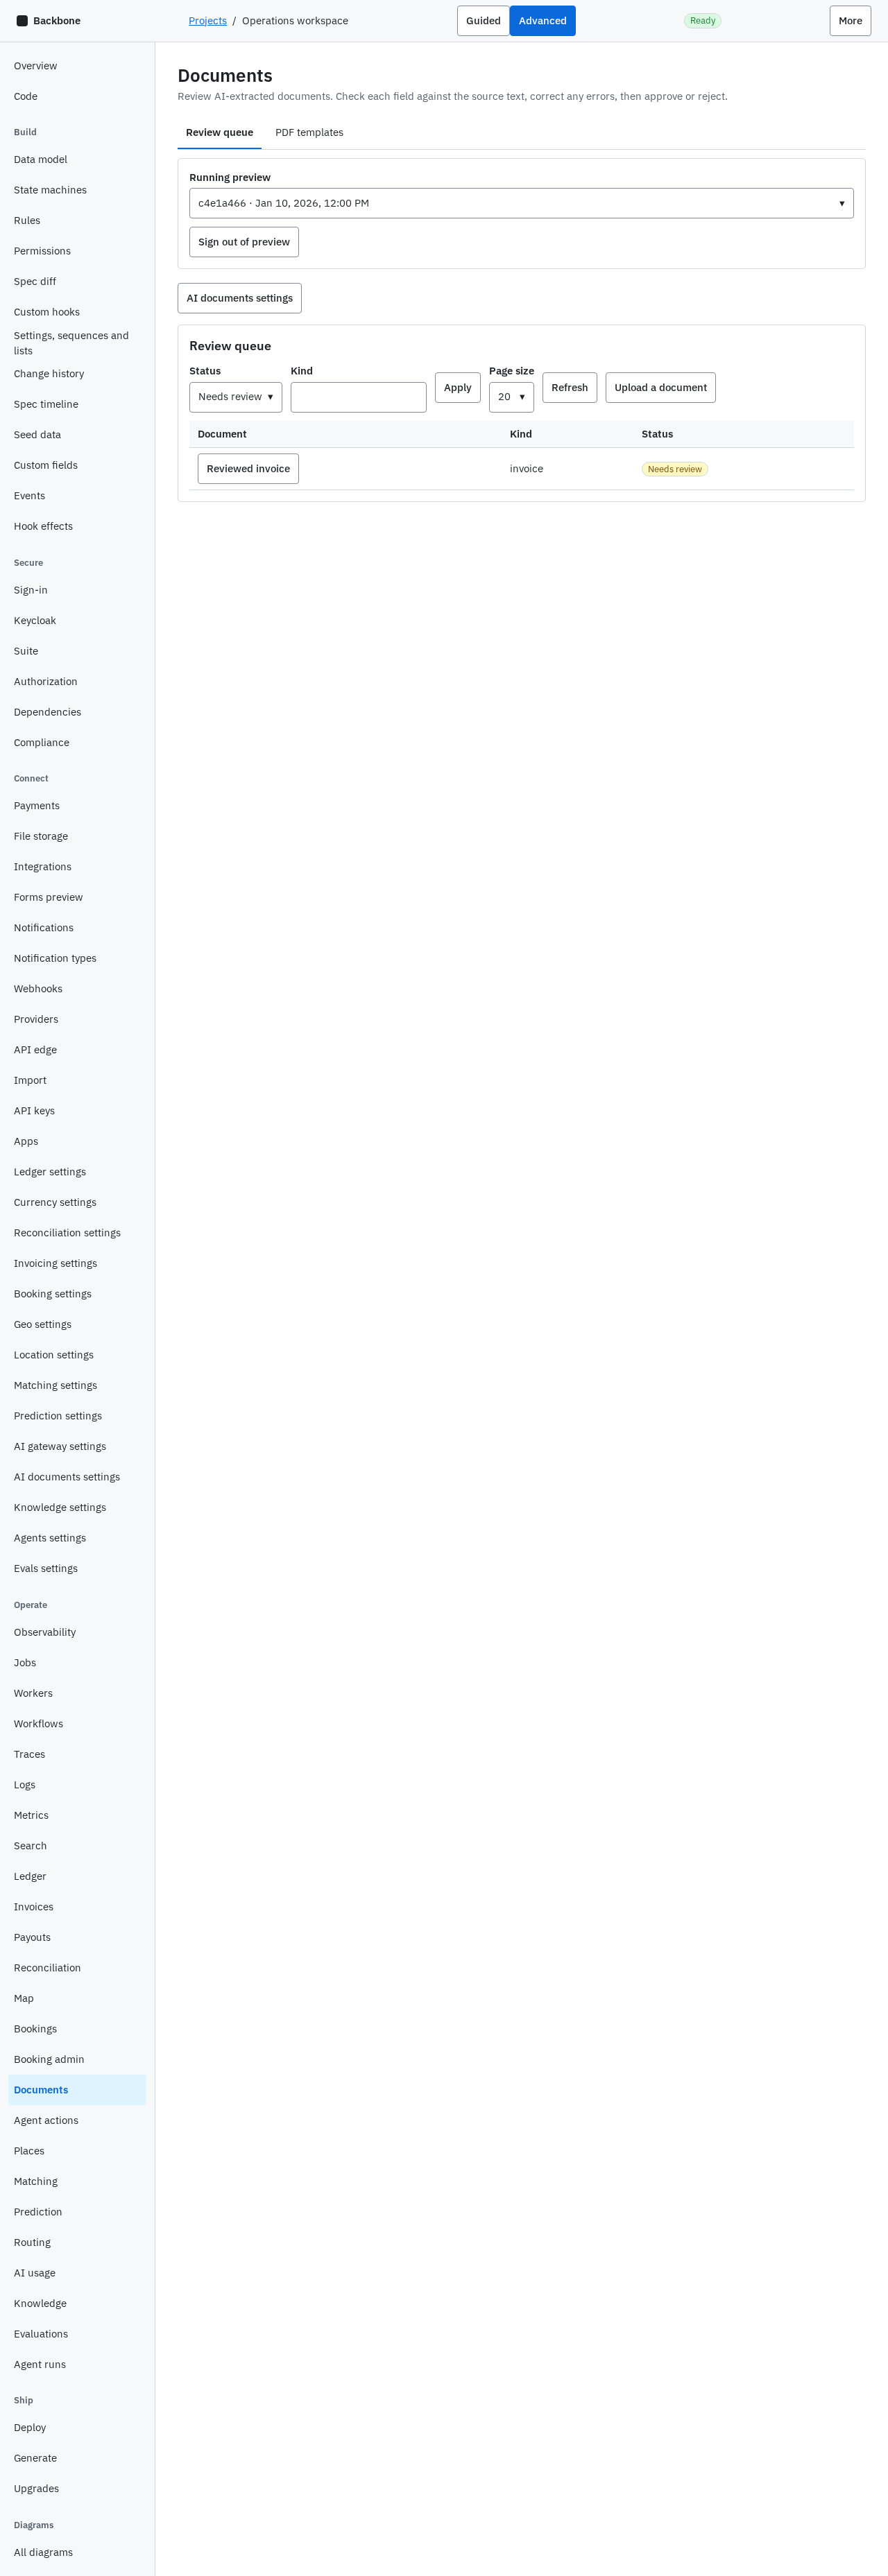 Backbone
Projects / Operations workspace
Guided
Advanced
Ready
More
Overview
Code
Build
Data model
State machines
Rules
Permissions
Spec diff
Custom hooks
Settings, sequences and
lists
Change history
Spec timeline
Seed data
Custom fields
Events
Hook effects
Secure
Sign-in
Keycloak
Suite
Authorization
Dependencies
Compliance
Connect
Payments
File storage
Integrations
Forms preview
Notifications
Notification types
Webhooks
Providers
API edge
Import
API keys
Apps
Ledger settings
Currency settings
Reconciliation settings
Invoicing settings
Booking settings
Geo settings
Location settings
Matching settings
Prediction settings
AI gateway settings
AI documents settings
Knowledge settings
Agents settings
Evals settings
Operate
Observability
Jobs
Workers
Workflows
Traces
Logs
Metrics
Search
Ledger
Invoices
Payouts
Reconciliation
Map
Bookings
Booking admin
Documents
Agent actions
Places
Matching
Prediction
Routing
AI usage
Knowledge
Evaluations
Agent runs
Ship
Deploy
Generate
Upgrades
Diagrams
All diagrams
Documents
Review AI-extracted documents. Check each field against the source text, correct any errors, then approve or reject.
Review queue
PDF templates
Running preview
c4e1a466 · Jan 10, 2026, 12:00 PM
Sign out of preview
AI documents settings
Review queue
Status
Kind
Page size
Needs review
Apply
20
Refresh
Upload a document
Document Kind Status
Reviewed invoice invoice Needs review